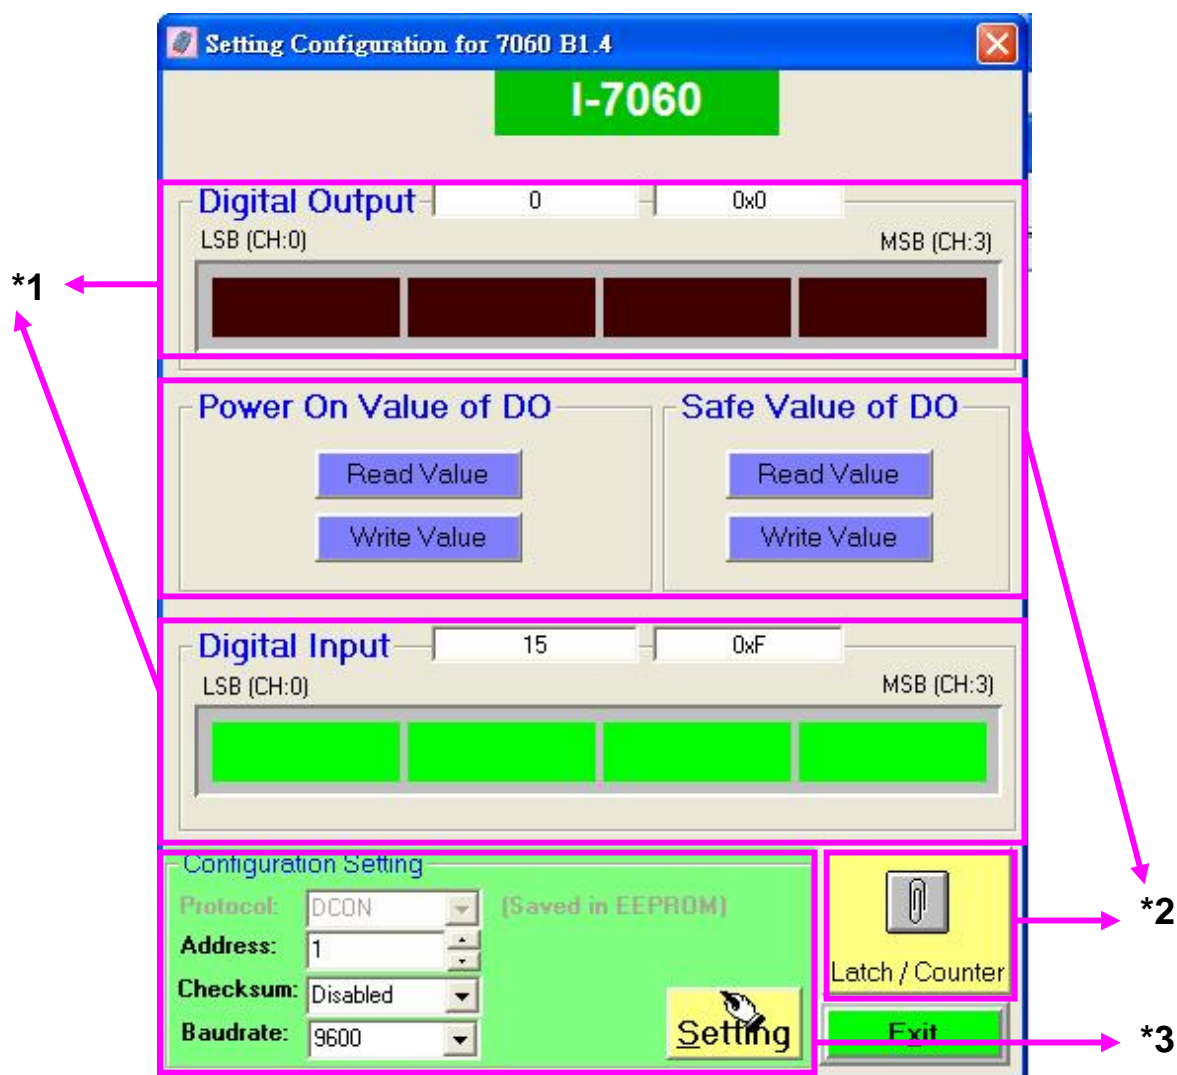 Setting Configuration for 7060 B1.4
I-7060
Digital Output 0 0x0
LSB (CH:0) MSB (CH:3)
*1
Power On Value of DO Safe Value of DO
Read Value Read Value
Write Value Write Value
Digital Input 15 0xF
LSB (CH:0) MSB (CH:3)
Configuration Setting
Protocol: DCON (Saved in EEPROM)
*2
Address: 1
Latch / Counter
Checksum: Disabled
Baudrate: 9600 Setting Exit
*3